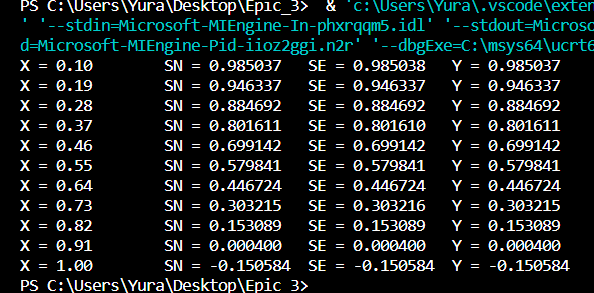 PS C:\Users\Yura\Desktop\Epic_3>  & 'c:\Users\Yura\.vscode\exten
' '--stdin=Microsoft-MIEngine-In-phxrqqm5.idl' '--stdout=Microso
d=Microsoft-MIEngine-Pid-iioz2ggi.n2r' '--dbgExe=C:\msys64\ucrt6
X = 0.10 SN = 0.985037 SE = 0.985038 Y = 0.985037
X = 0.19 SN = 0.946337 SE = 0.946337 Y = 0.946337
X = 0.28 SN = 0.884692 SE = 0.884692 Y = 0.884692
X = 0.37 SN = 0.801611 SE = 0.801610 Y = 0.801611
X = 0.46 SN = 0.699142 SE = 0.699142 Y = 0.699142
X = 0.55 SN = 0.579841 SE = 0.579841 Y = 0.579841
X = 0.64 SN = 0.446724 SE = 0.446724 Y = 0.446724
X = 0.73 SN = 0.303215 SE = 0.303216 Y = 0.303215
X = 0.82 SN = 0.153089 SE = 0.153089 Y = 0.153089
X = 0.91 SN = 0.000400 SE = 0.000400 Y = 0.000400
X = 1.00 SN = -0.150584 SE = -0.150584 Y = -0.150584
PS C:\Users\Yura\Desktop\Epic_3>